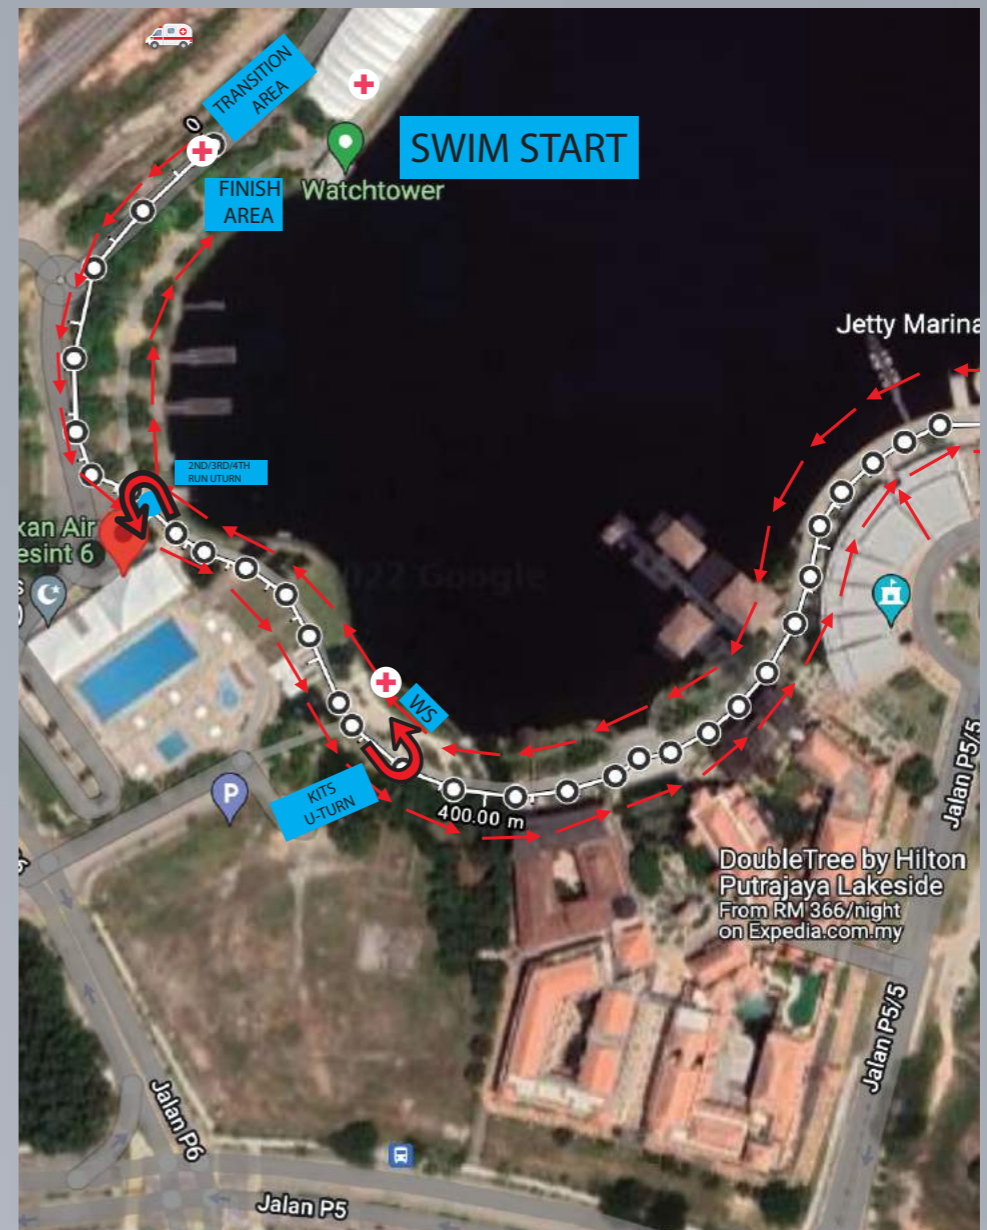 TRANSITION
AREA
0
SWIM START
FINISH
AREA
Watchtower
Jetty Marina
2ND/3RD/4TH
RUN UTURN
kan Air
esint 6
2022 Google
WS
KITS
U-TURN
P
400.00 m
Jalan P5/5
DoubleTree by Hilton
Putrajaya Lakeside
From RM 366/night
on Expedia.com.my
Jalan P5/5
Jalan P6
Jalan P5